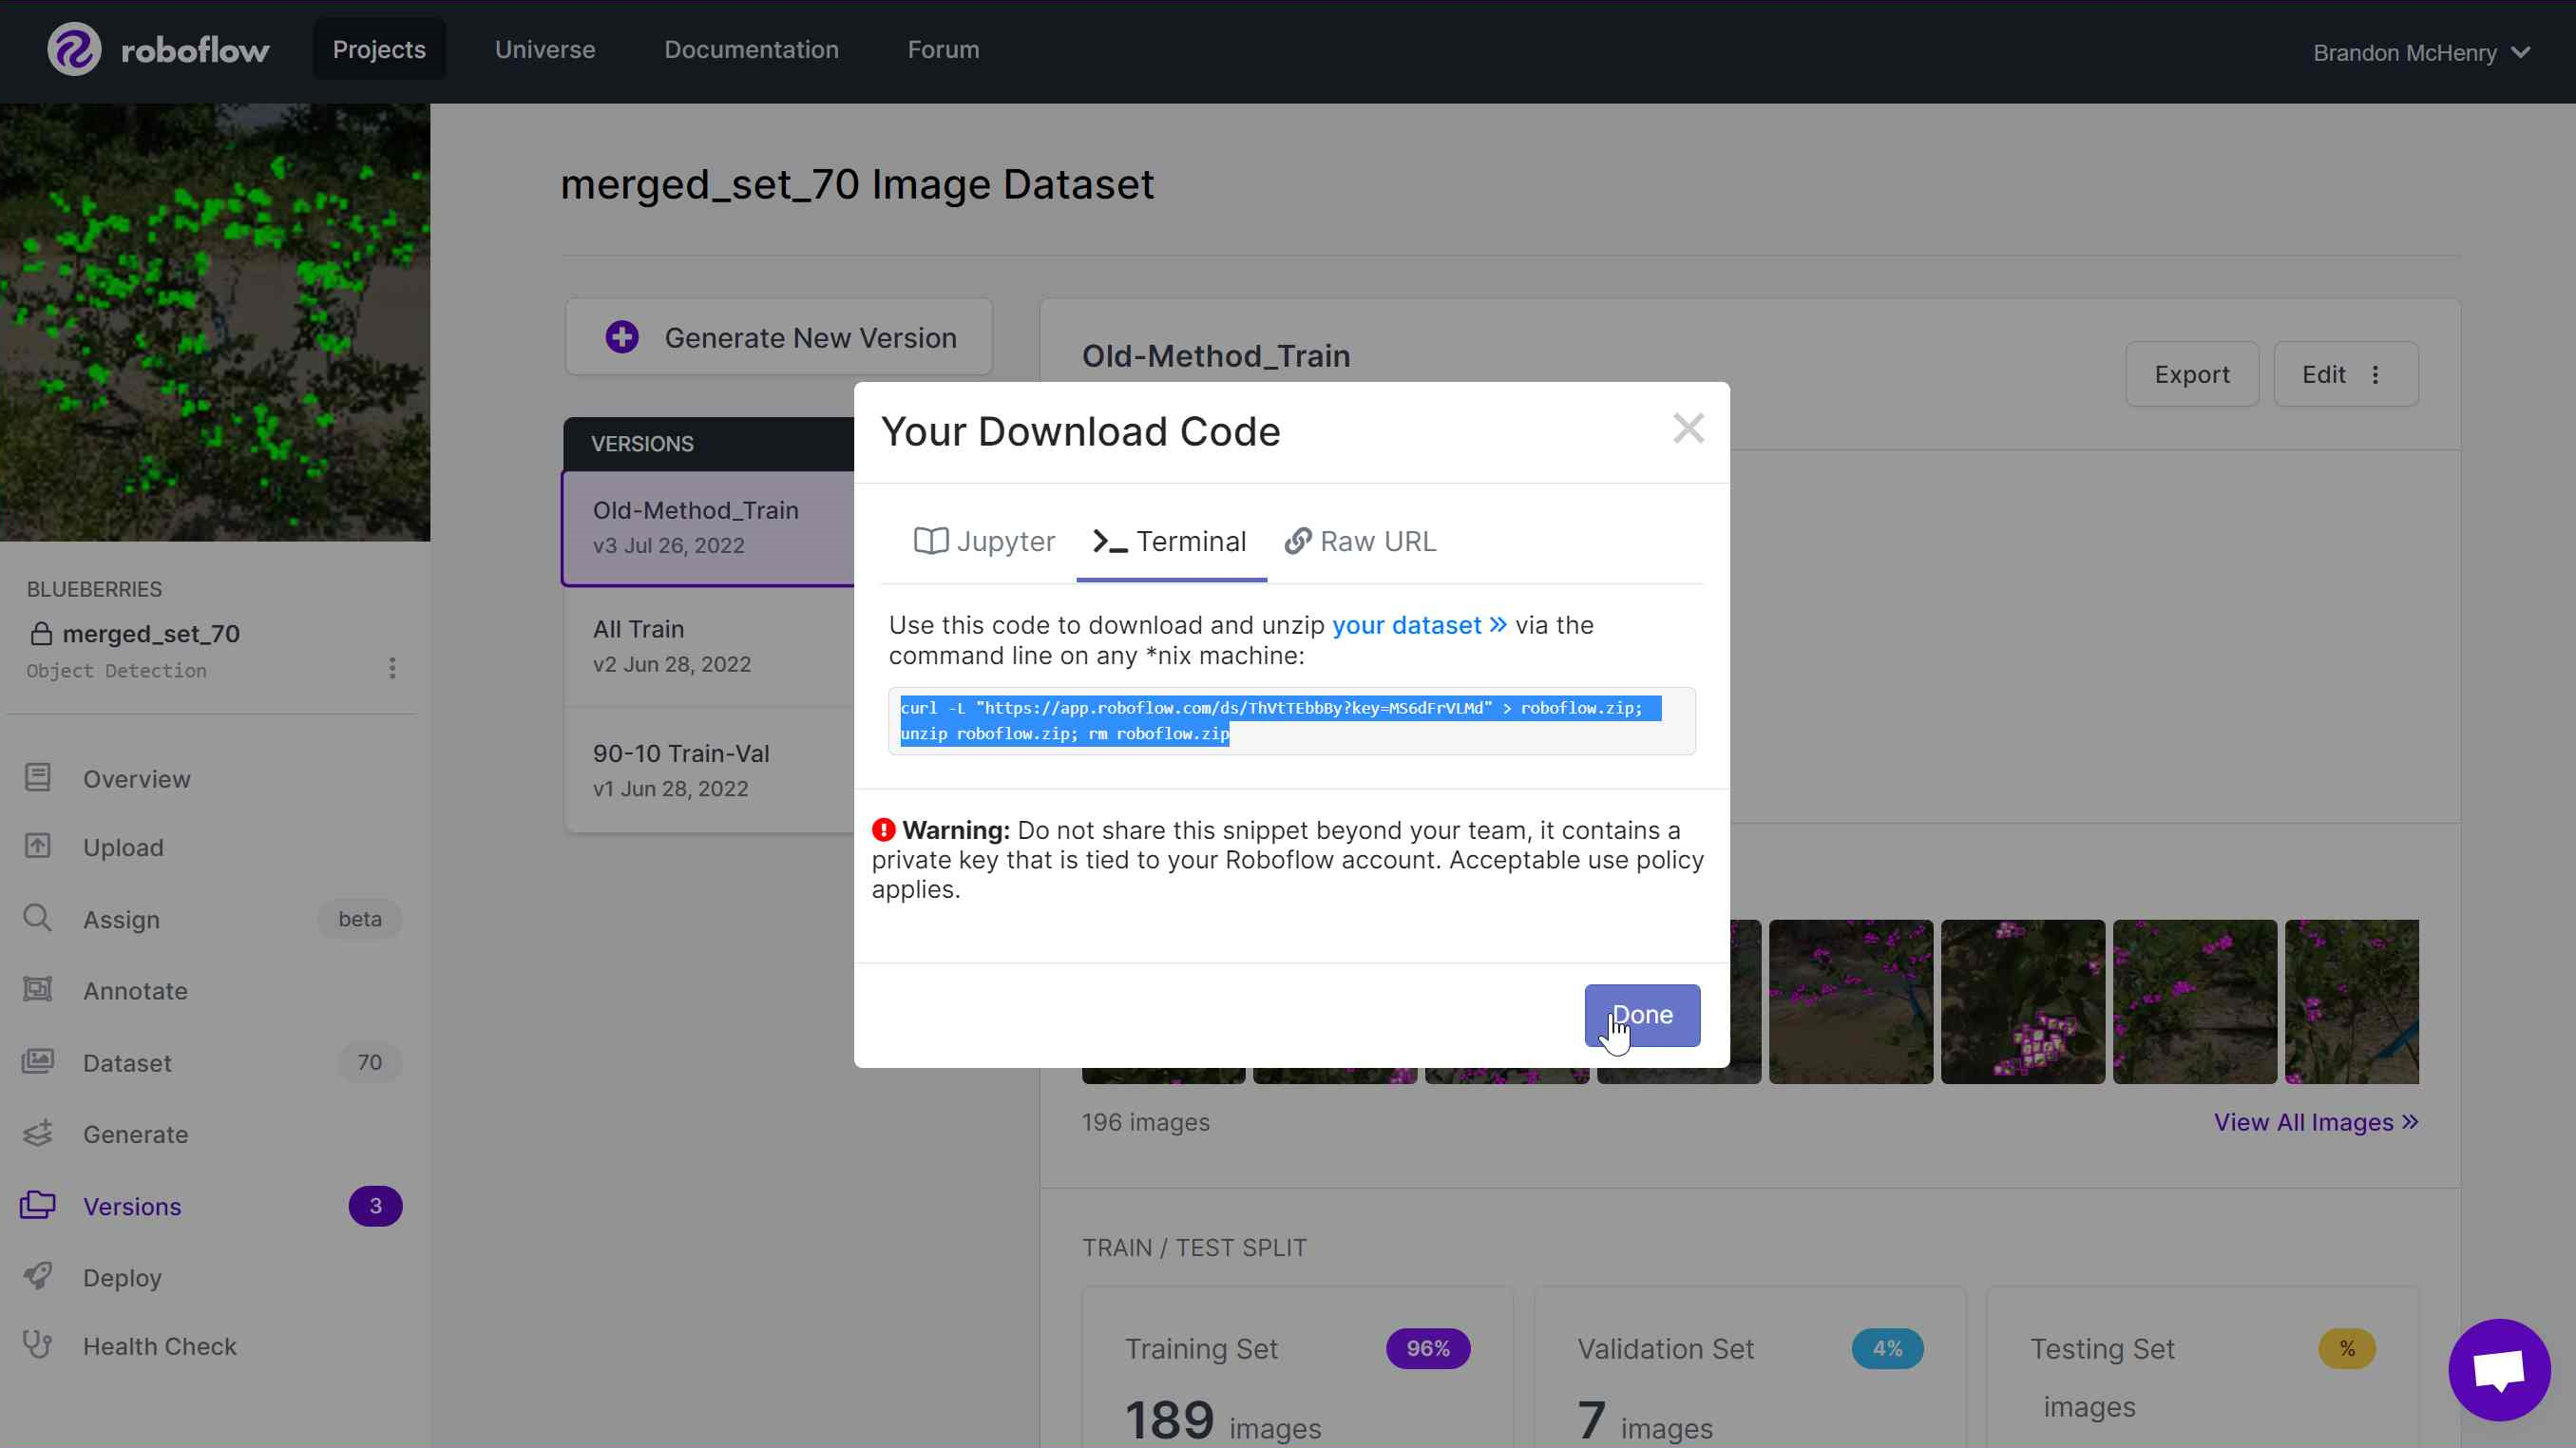 roboflow
Projects
Universe
Documentation
Forum
Brandon McHenry
merged_set_70 Image Dataset
Generate New Version
Old-Method_Train
Export
Edit
VERSIONS
Old-Method_Train
v3 Jul 26, 2022
All Train
v2 Jun 28, 2022
90-10 Train-Val
v1 Jun 28, 2022
Your Download Code
Jupyter
Terminal
Raw URL
Use this code to download and unzip your dataset » via the
command line on any *nix machine:
curl -L "https://app.roboflow.com/ds/ThVtTEbbBy?key=MS6dFrVLMd" > roboflow.zip;
unzip roboflow.zip; rm roboflow.zip
Warning: Do not share this snippet beyond your team, it contains a
private key that is tied to your Roboflow account. Acceptable use policy
applies.
Done
BLUEBERRIES
merged_set_70
Object Detection
Overview
Upload
Assign
beta
Annotate
Dataset
70
Generate
Versions
3
Deploy
Health Check
196 images
View All Images »
TRAIN / TEST SPLIT
Training Set
96%
189 images
Validation Set
4%
7 images
Testing Set
%
images